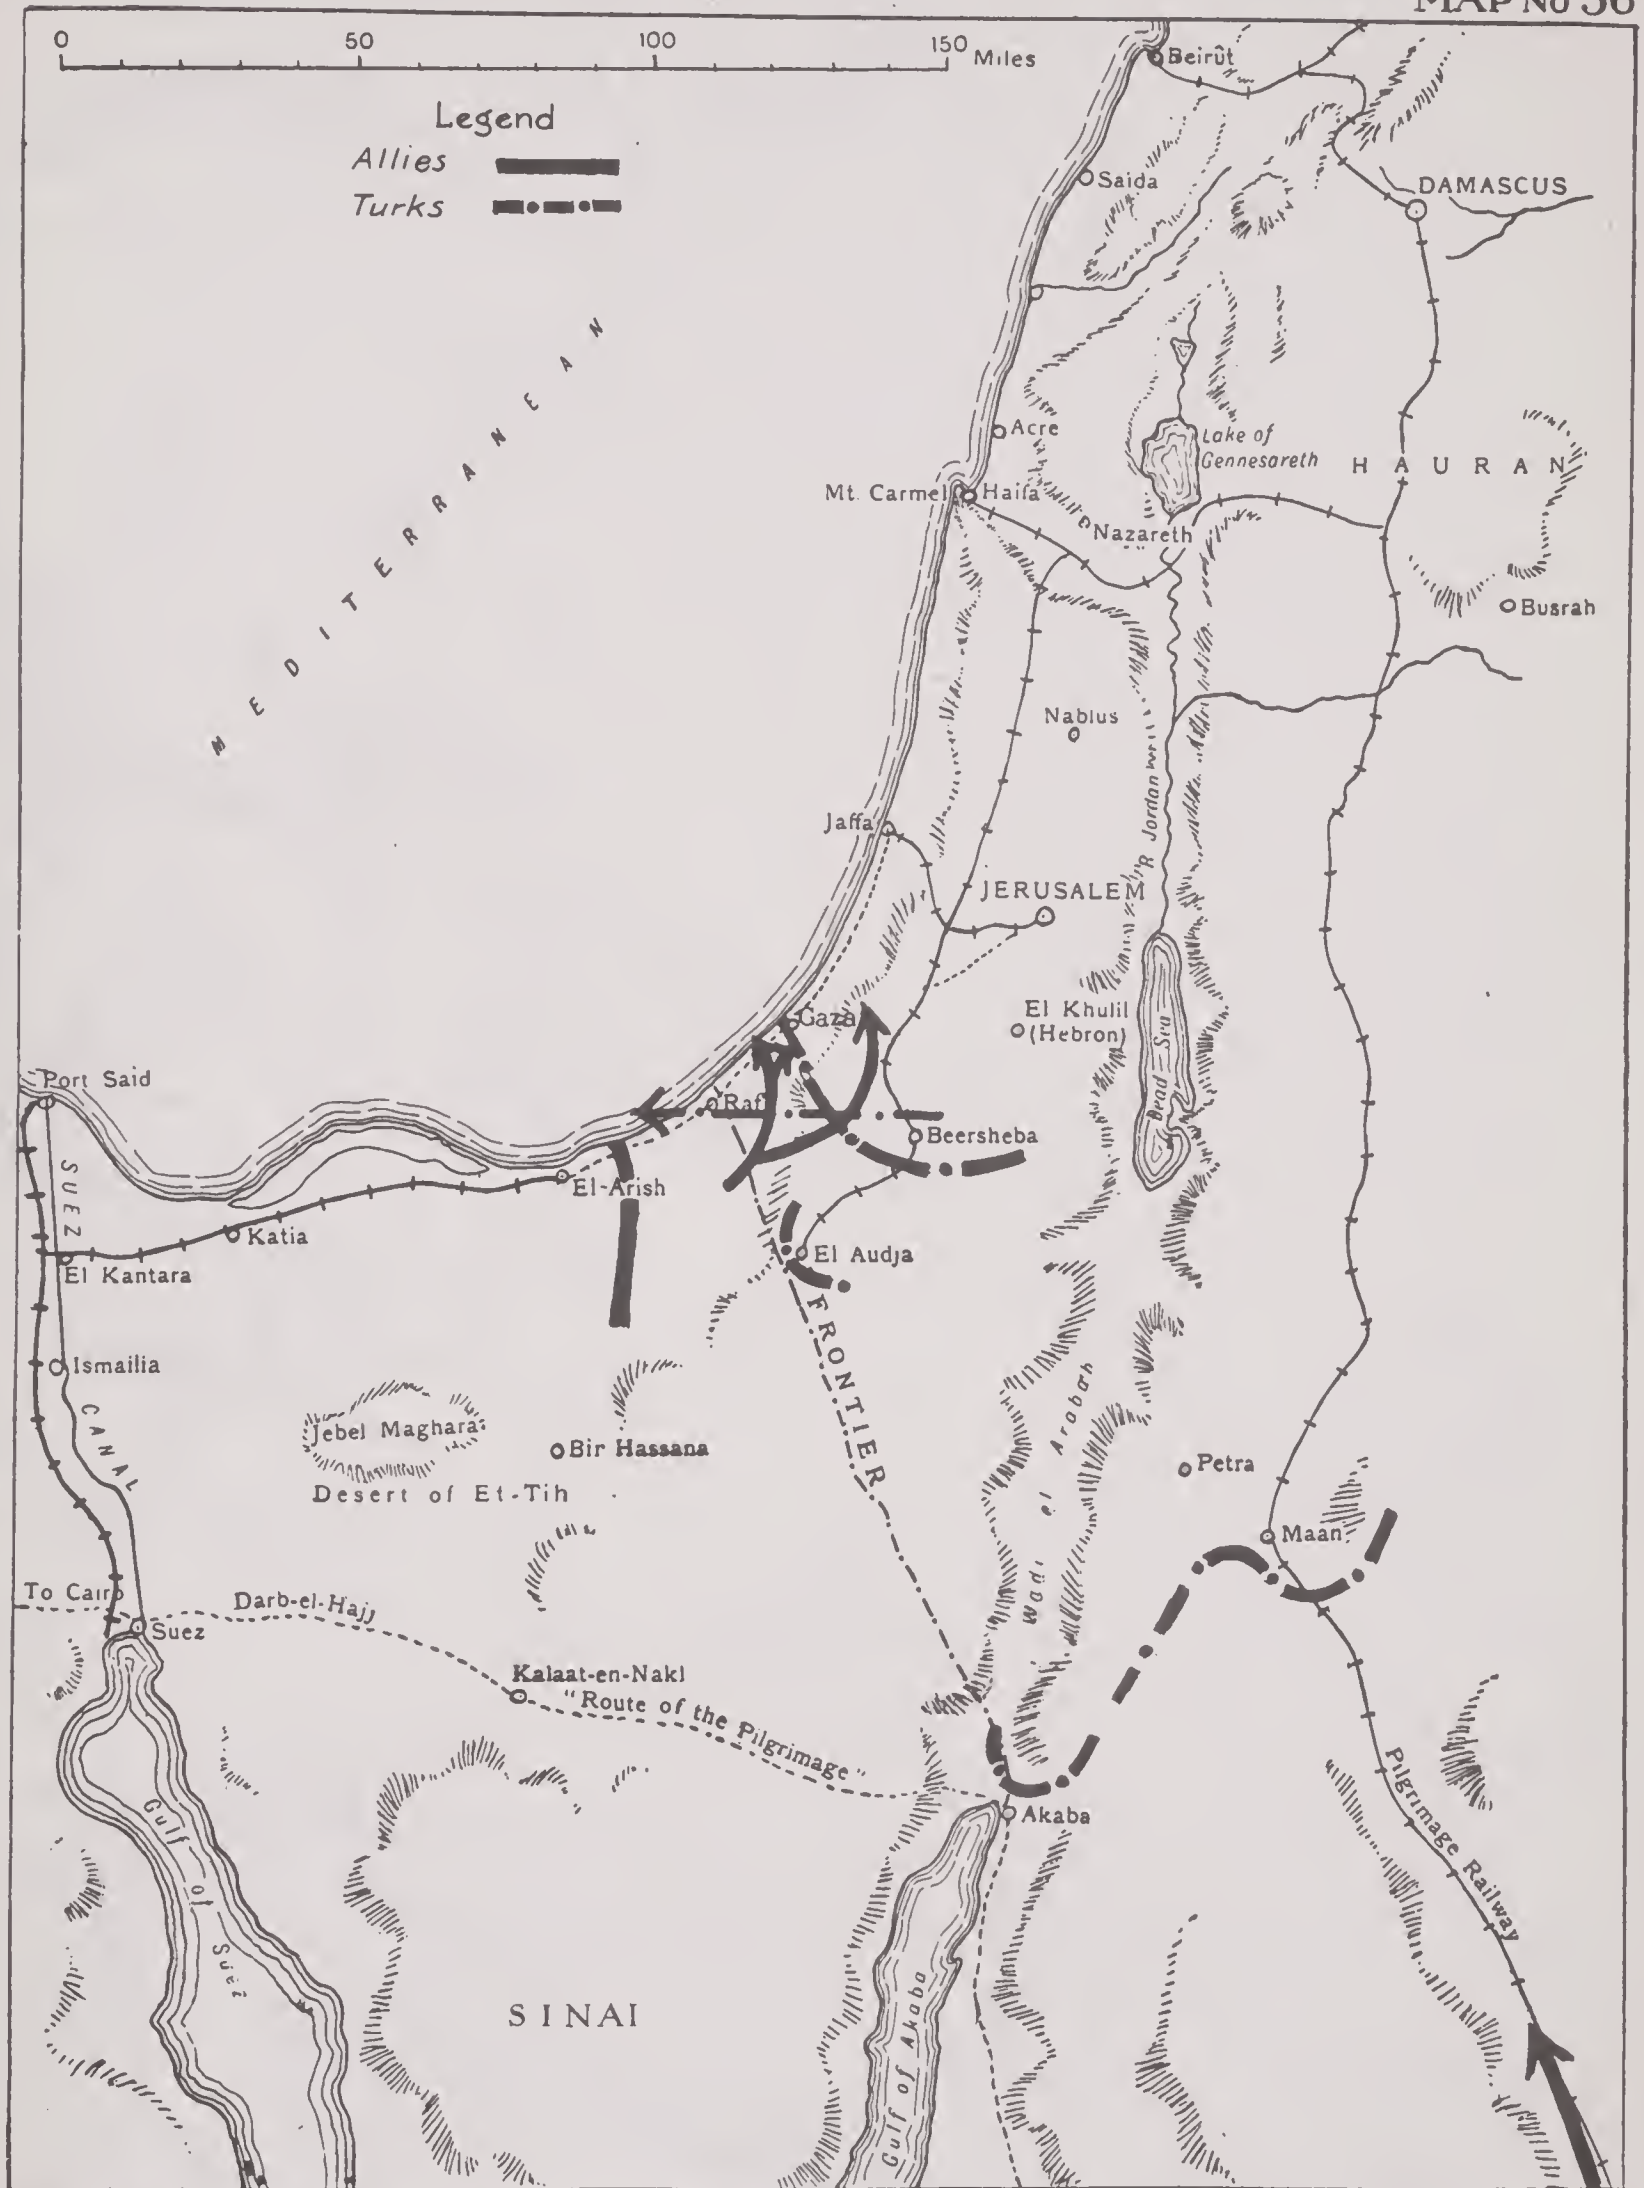 MAP No 56
0 50 100 150 Miles
Legend
Allies
Turks
Beirût
Saida
DAMASCUS
MEDITERRANEAN
Acre
Lake of
Gennesareth
HAURAN
Mt. Carmel
Haifa
Nazareth
Busrah
Nablus
R Jordan
Jaffa
JERUSALEM
El Khulil
(Hebron)
Gaza
Dead Sea
Port Said
Raf
Beersheba
SUEZ
El-Arish
Katia
El Audja
El Kantara
FRONTIER
Ismailia
CANAL
Jebel Maghara
Bir Hassana
Wadi el Arabah
Petra
Desert of Et-Tih
Maan
To Cairo
Darb-el-Hajj
Suez
Kalaat-en-Nakl
"Route of the Pilgrimage"
Akaba
Pilgrimage Railway
Gulf of Suez
SINAI
Gulf of Akaba